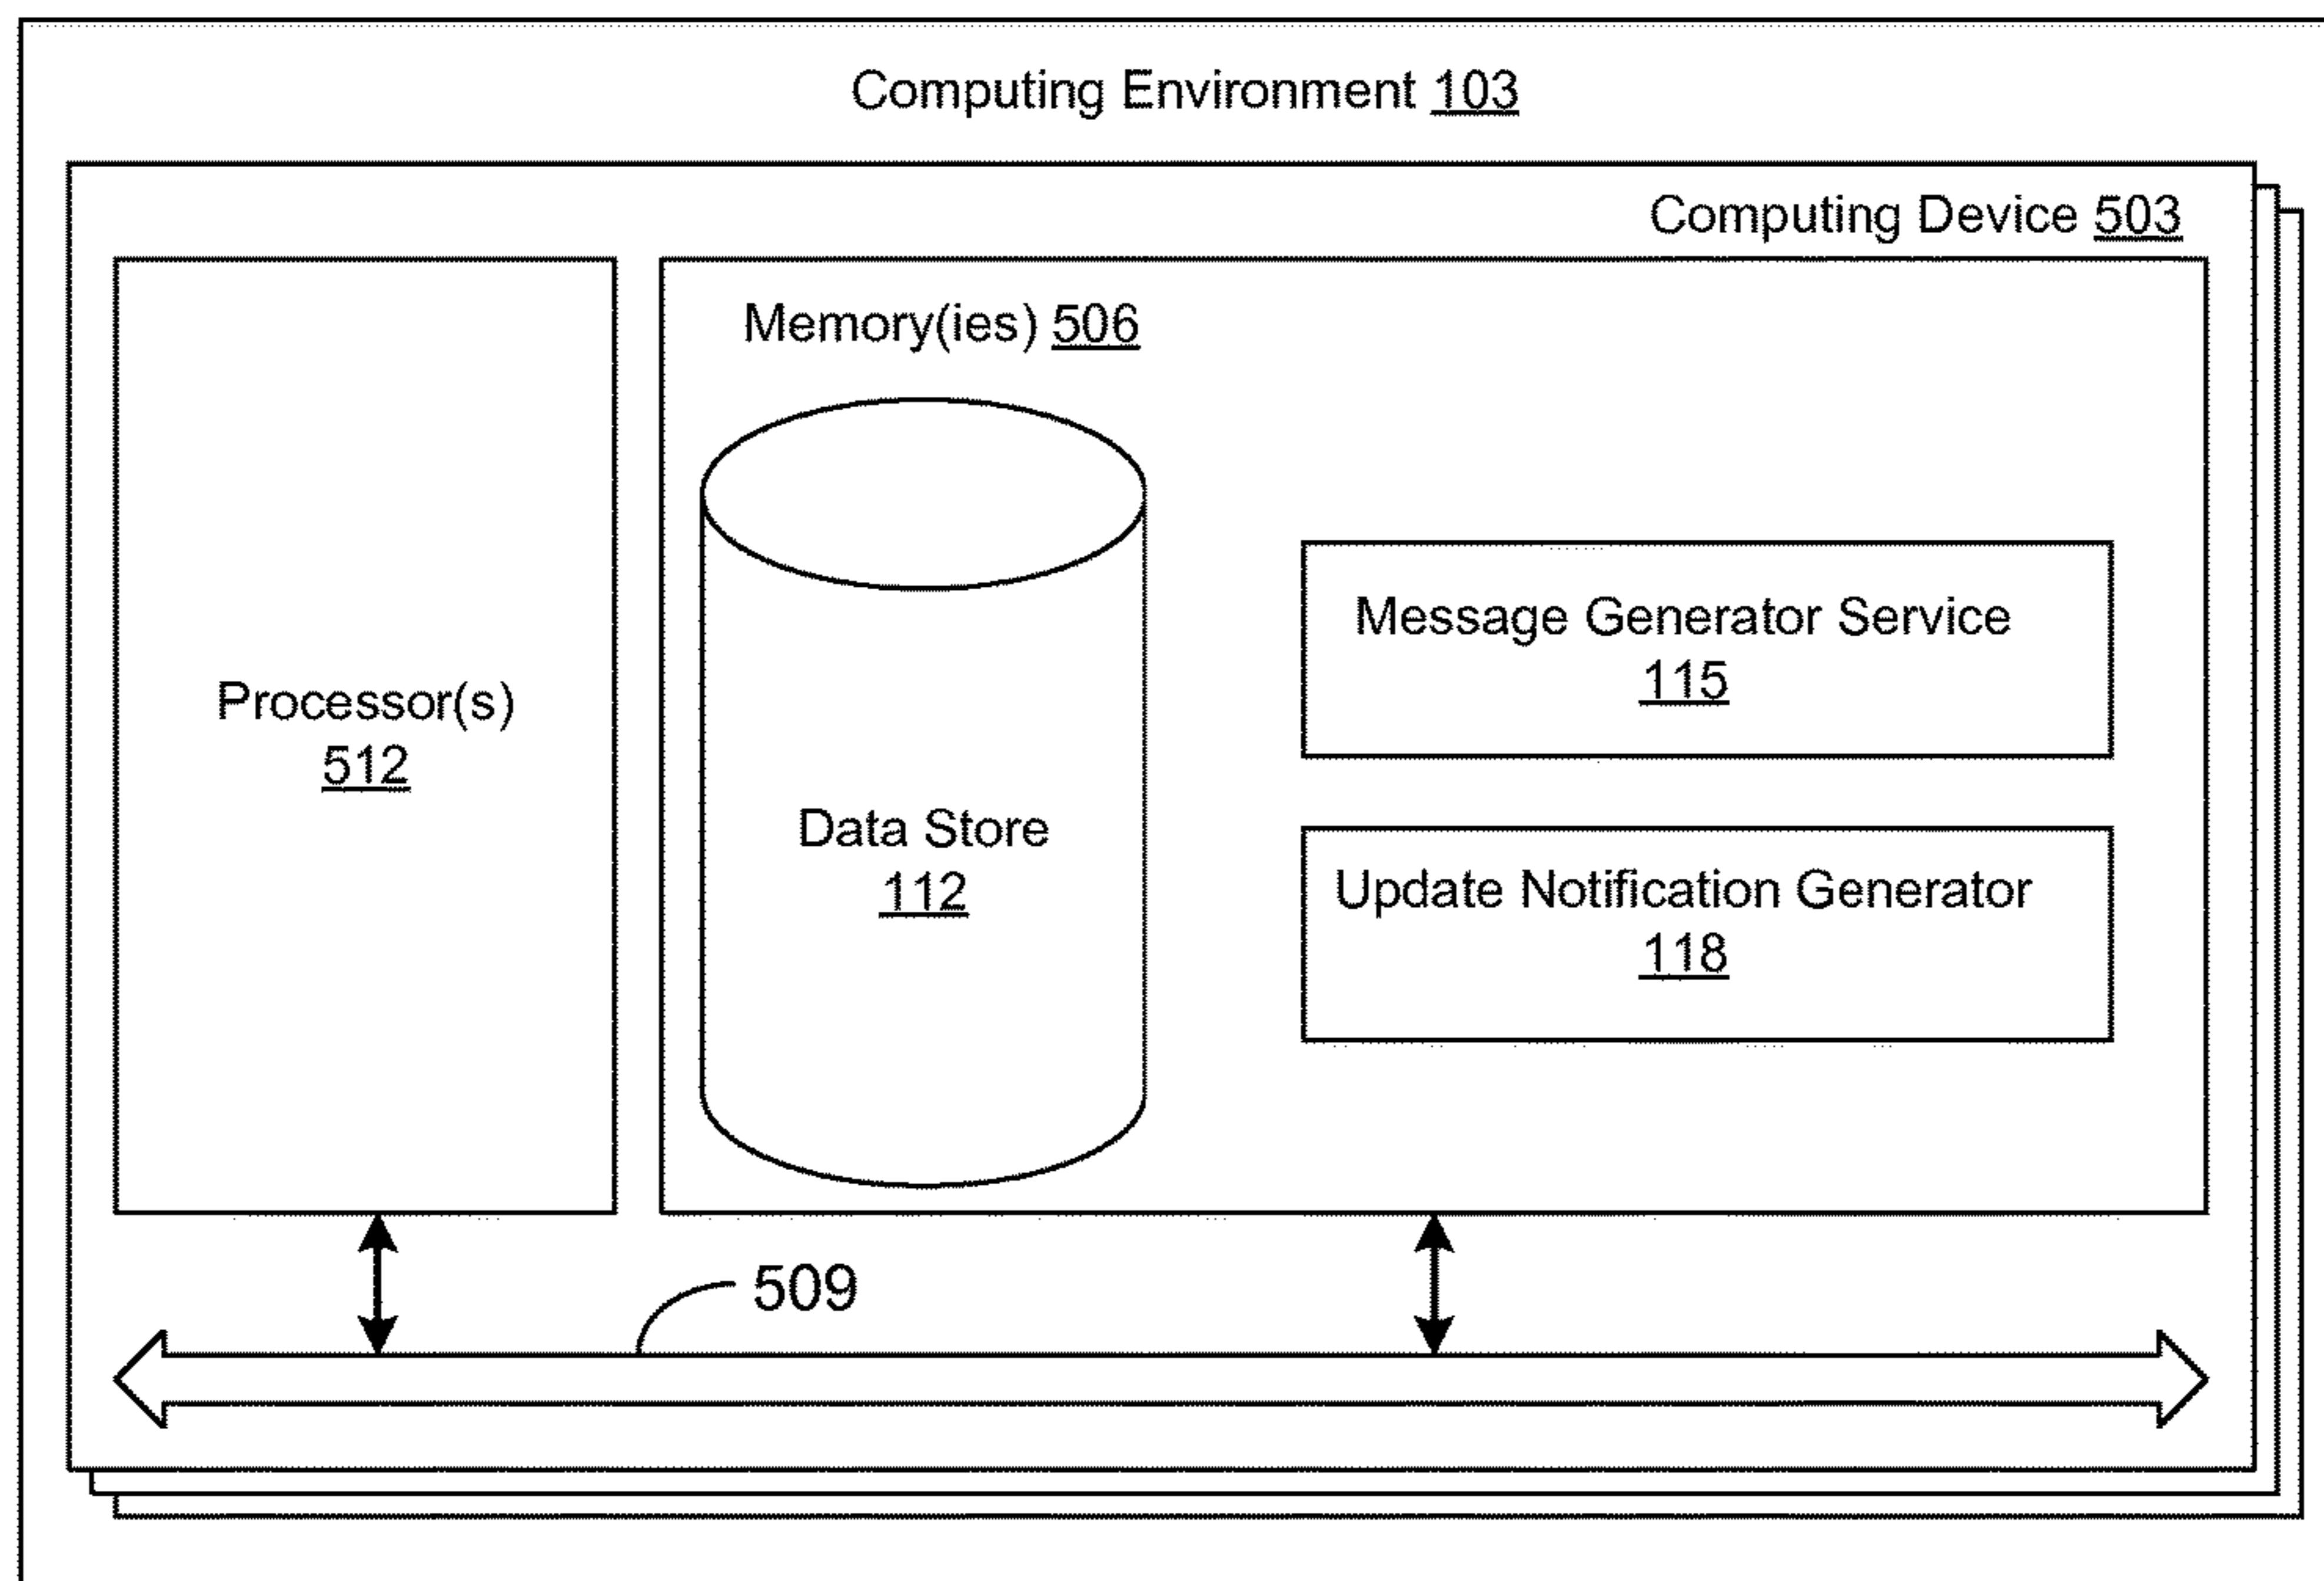 Computing Environment 103
Computing Device 503
Memory(ies) 506
Processor(s)
512
Data Store
112
Message Generator Service
115
Update Notification Generator
118
509